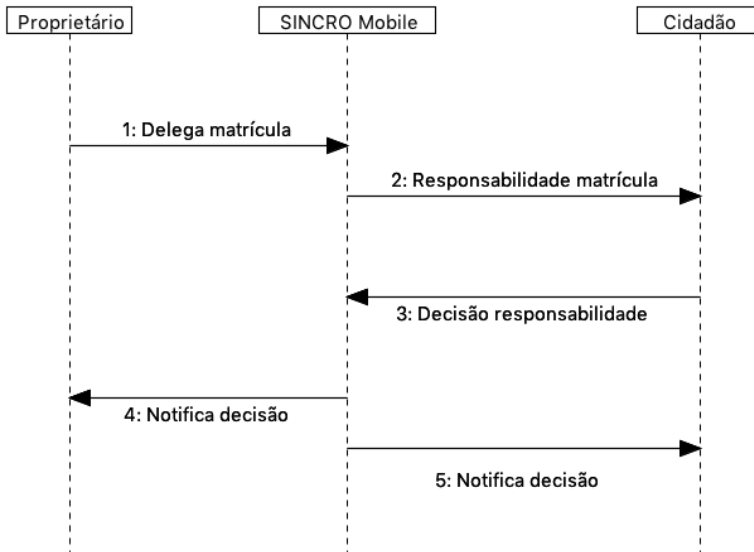 Proprietário
SINCRO Mobile
Cidadão
1: Delega matrícula
2: Responsabilidade matrícula
3: Decisão responsabilidade
4: Notifica decisão
5: Notifica decisão